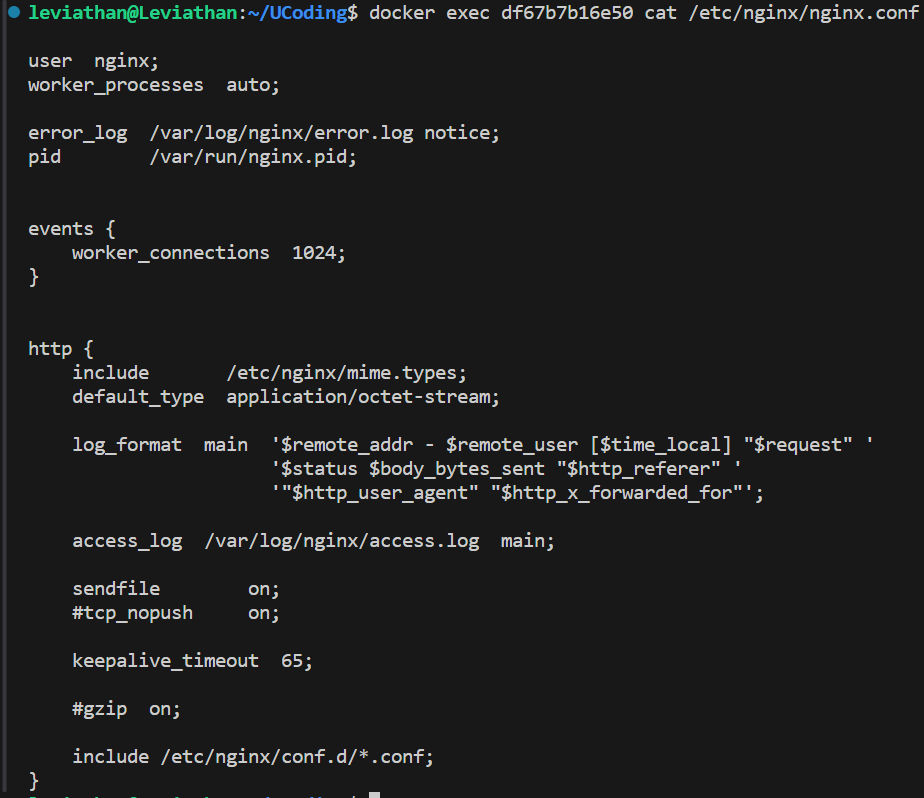 leviathan@Leviathan:~/UCoding$ docker exec df67b7b16e50 cat /etc/nginx/nginx.conf
user  nginx;
worker_processes  auto;
error_log  /var/log/nginx/error.log notice;
pid        /var/run/nginx.pid;
events {
    worker_connections  1024;
}
http {
    include       /etc/nginx/mime.types;
    default_type  application/octet-stream;
    log_format  main  '$remote_addr - $remote_user [$time_local] "$request" '
                      '$status $body_bytes_sent "$http_referer" '
                      '"$http_user_agent" "$http_x_forwarded_for"';
    access_log  /var/log/nginx/access.log  main;
    sendfile        on;
    #tcp_nopush     on;
    keepalive_timeout  65;
    #gzip  on;
    include /etc/nginx/conf.d/*.conf;
}